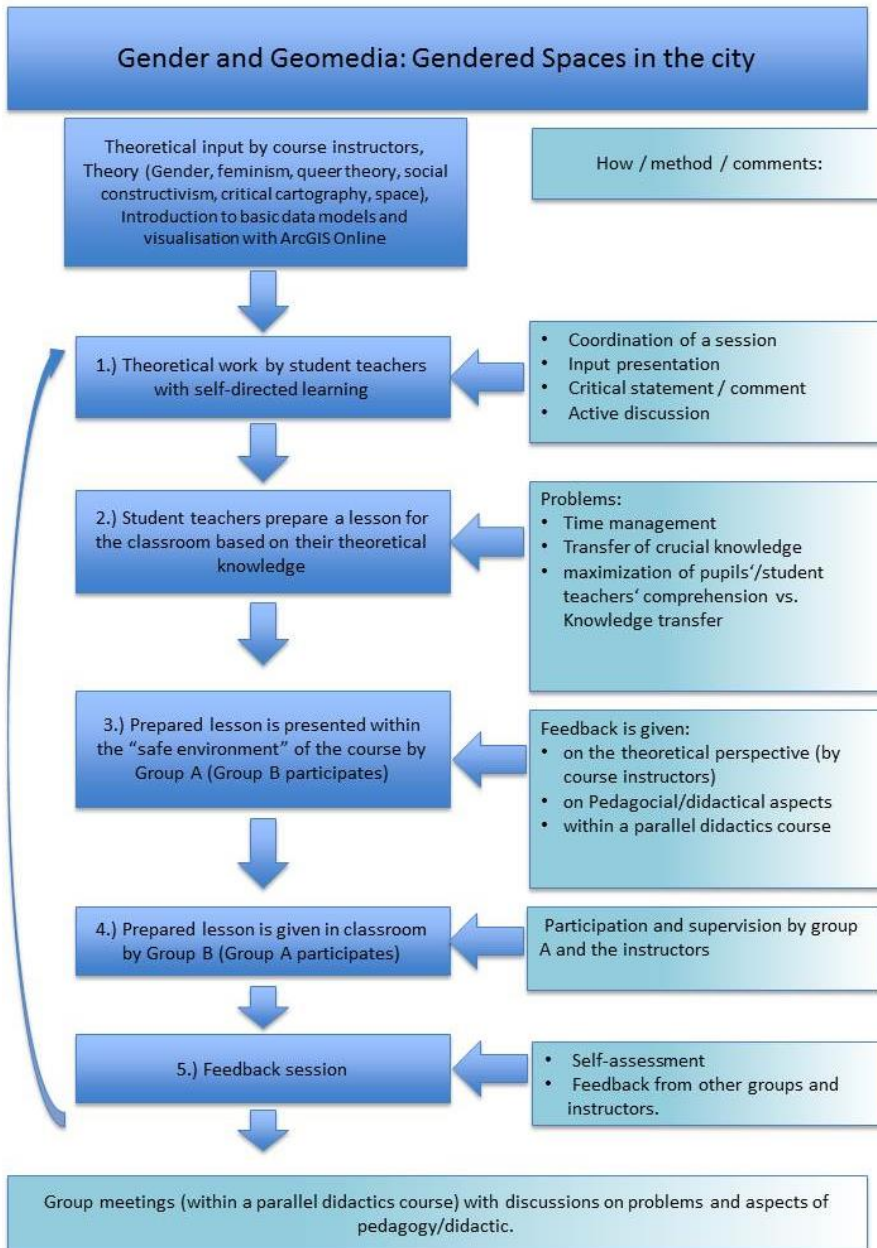 Gender and Geomedia: Gendered Spaces in the city
Theoretical input by course instructors,
Theory (Gender, feminism, queer theory, social
constructivism, critical cartography, space),
Introduction to basic data models and
visualisation with ArcGIS Online
How / method / comments:
1.) Theoretical work by student teachers
with self-directed learning
• Coordination of a session
• Input presentation
• Critical statement / comment
• Active discussion
2.) Student teachers prepare a lesson for
the classroom based on their theoretical
knowledge
Problems:
• Time management
• Transfer of crucial knowledge
• maximization of pupils‘/student
teachers‘ comprehension vs.
Knowledge transfer
3.) Prepared lesson is presented within
the “safe environment” of the course by
Group A (Group B participates)
Feedback is given:
• on the theoretical perspective (by
course instructors)
• on Pedagocial/didactical aspects
• within a parallel didactics course
4.) Prepared lesson is given in classroom
by Group B (Group A participates)
Participation and supervision by group
A and the instructors
5.) Feedback session
• Self-assessment
• Feedback from other groups and
instructors.
Group meetings (within a parallel didactics course) with discussions on problems and aspects of
pedagogy/didactic.